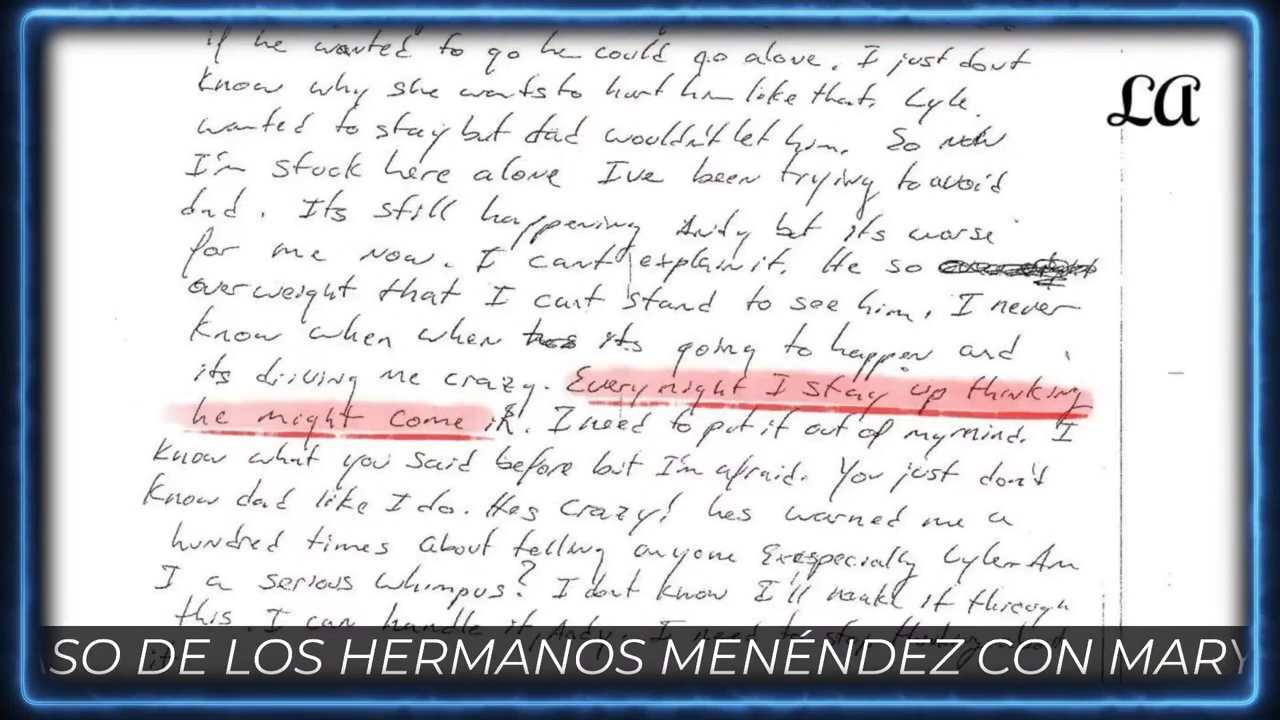 if he wanted to go he could go alone. I just dont
know why she wants to hurt him like that. Lyle
wanted to stay but dad wouldn't let him. So now
I'm stuck here alone I've been trying to avoid
dad. Its still happening Andy but its worse
for me now. I cant explain it. He so
overweight that I cant stand to see him. I never
know when when its going to happen and
its driving me crazy. Every night I stay up thinking
he might come in. I need to put it out of my mind. I
know what you said before but I'm afraid. You just don't
know dad like I do. Hes crazy! hes warned me a
hundred times about telling anyone Exespecially Lyle. Am
I a serious whimpus? I dont know I'll make it through
this. I can handle it, Andy. I need to stop thinking about
it.
LA
ASO DE LOS HERMANOS MENÉNDEZ CON MARY